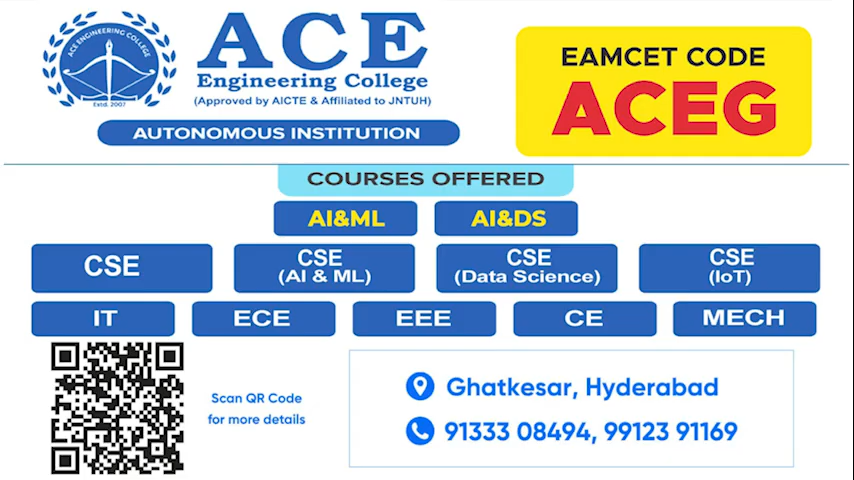 ACE ENGINEERING COLLEGE
Estd. 2007
ACE
Engineering College
(Approved by AICTE & Affiliated to JNTUH)
AUTONOMOUS INSTITUTION
EAMCET CODE
ACEG
COURSES OFFERED
AI&ML AI&DS
CSE
CSE
(AI & ML)
CSE
(Data Science)
CSE
(IoT)
IT ECE EEE CE MECH
Scan QR Code
for more details
Ghatkesar, Hyderabad
91333 08494, 99123 91169